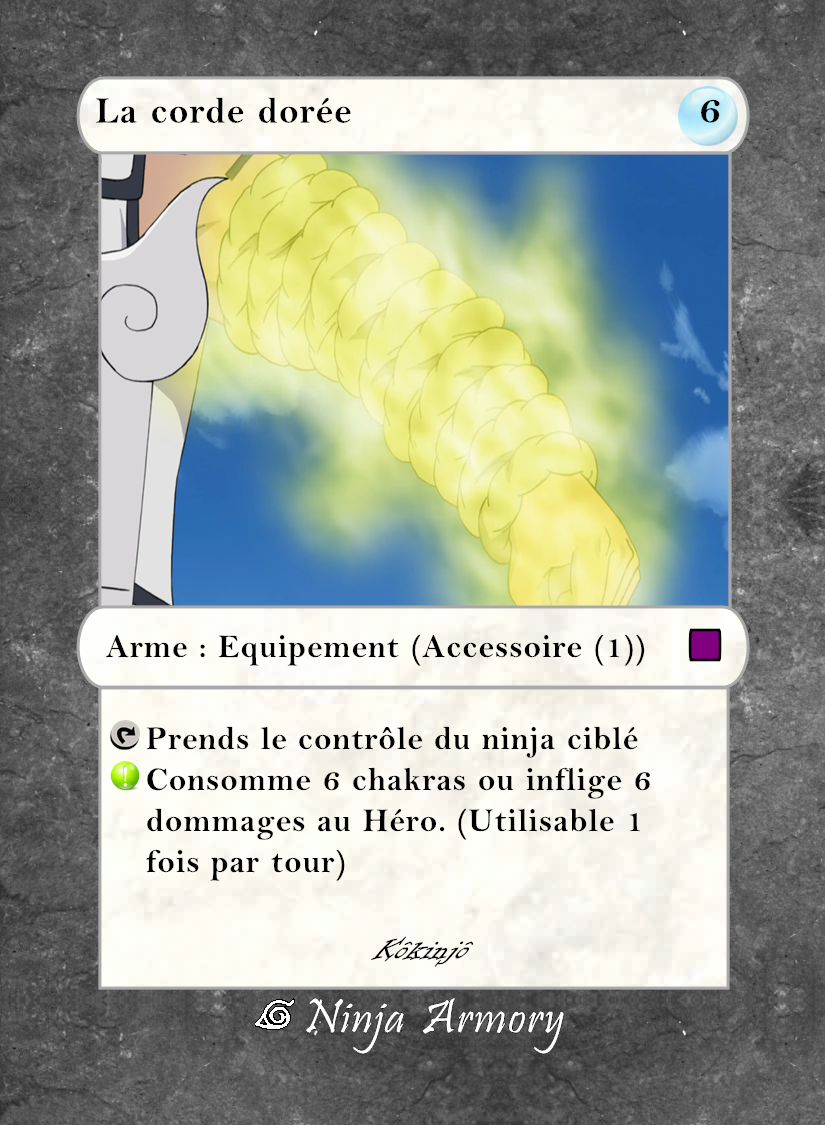 La corde dorée
6
Arme : Equipement (Accessoire (1))
Prends le contrôle du ninja ciblé
Consomme 6 chakras ou inflige 6
dommages au Héro. (Utilisable 1
fois par tour)
Kôkinjô
Ninja Armory